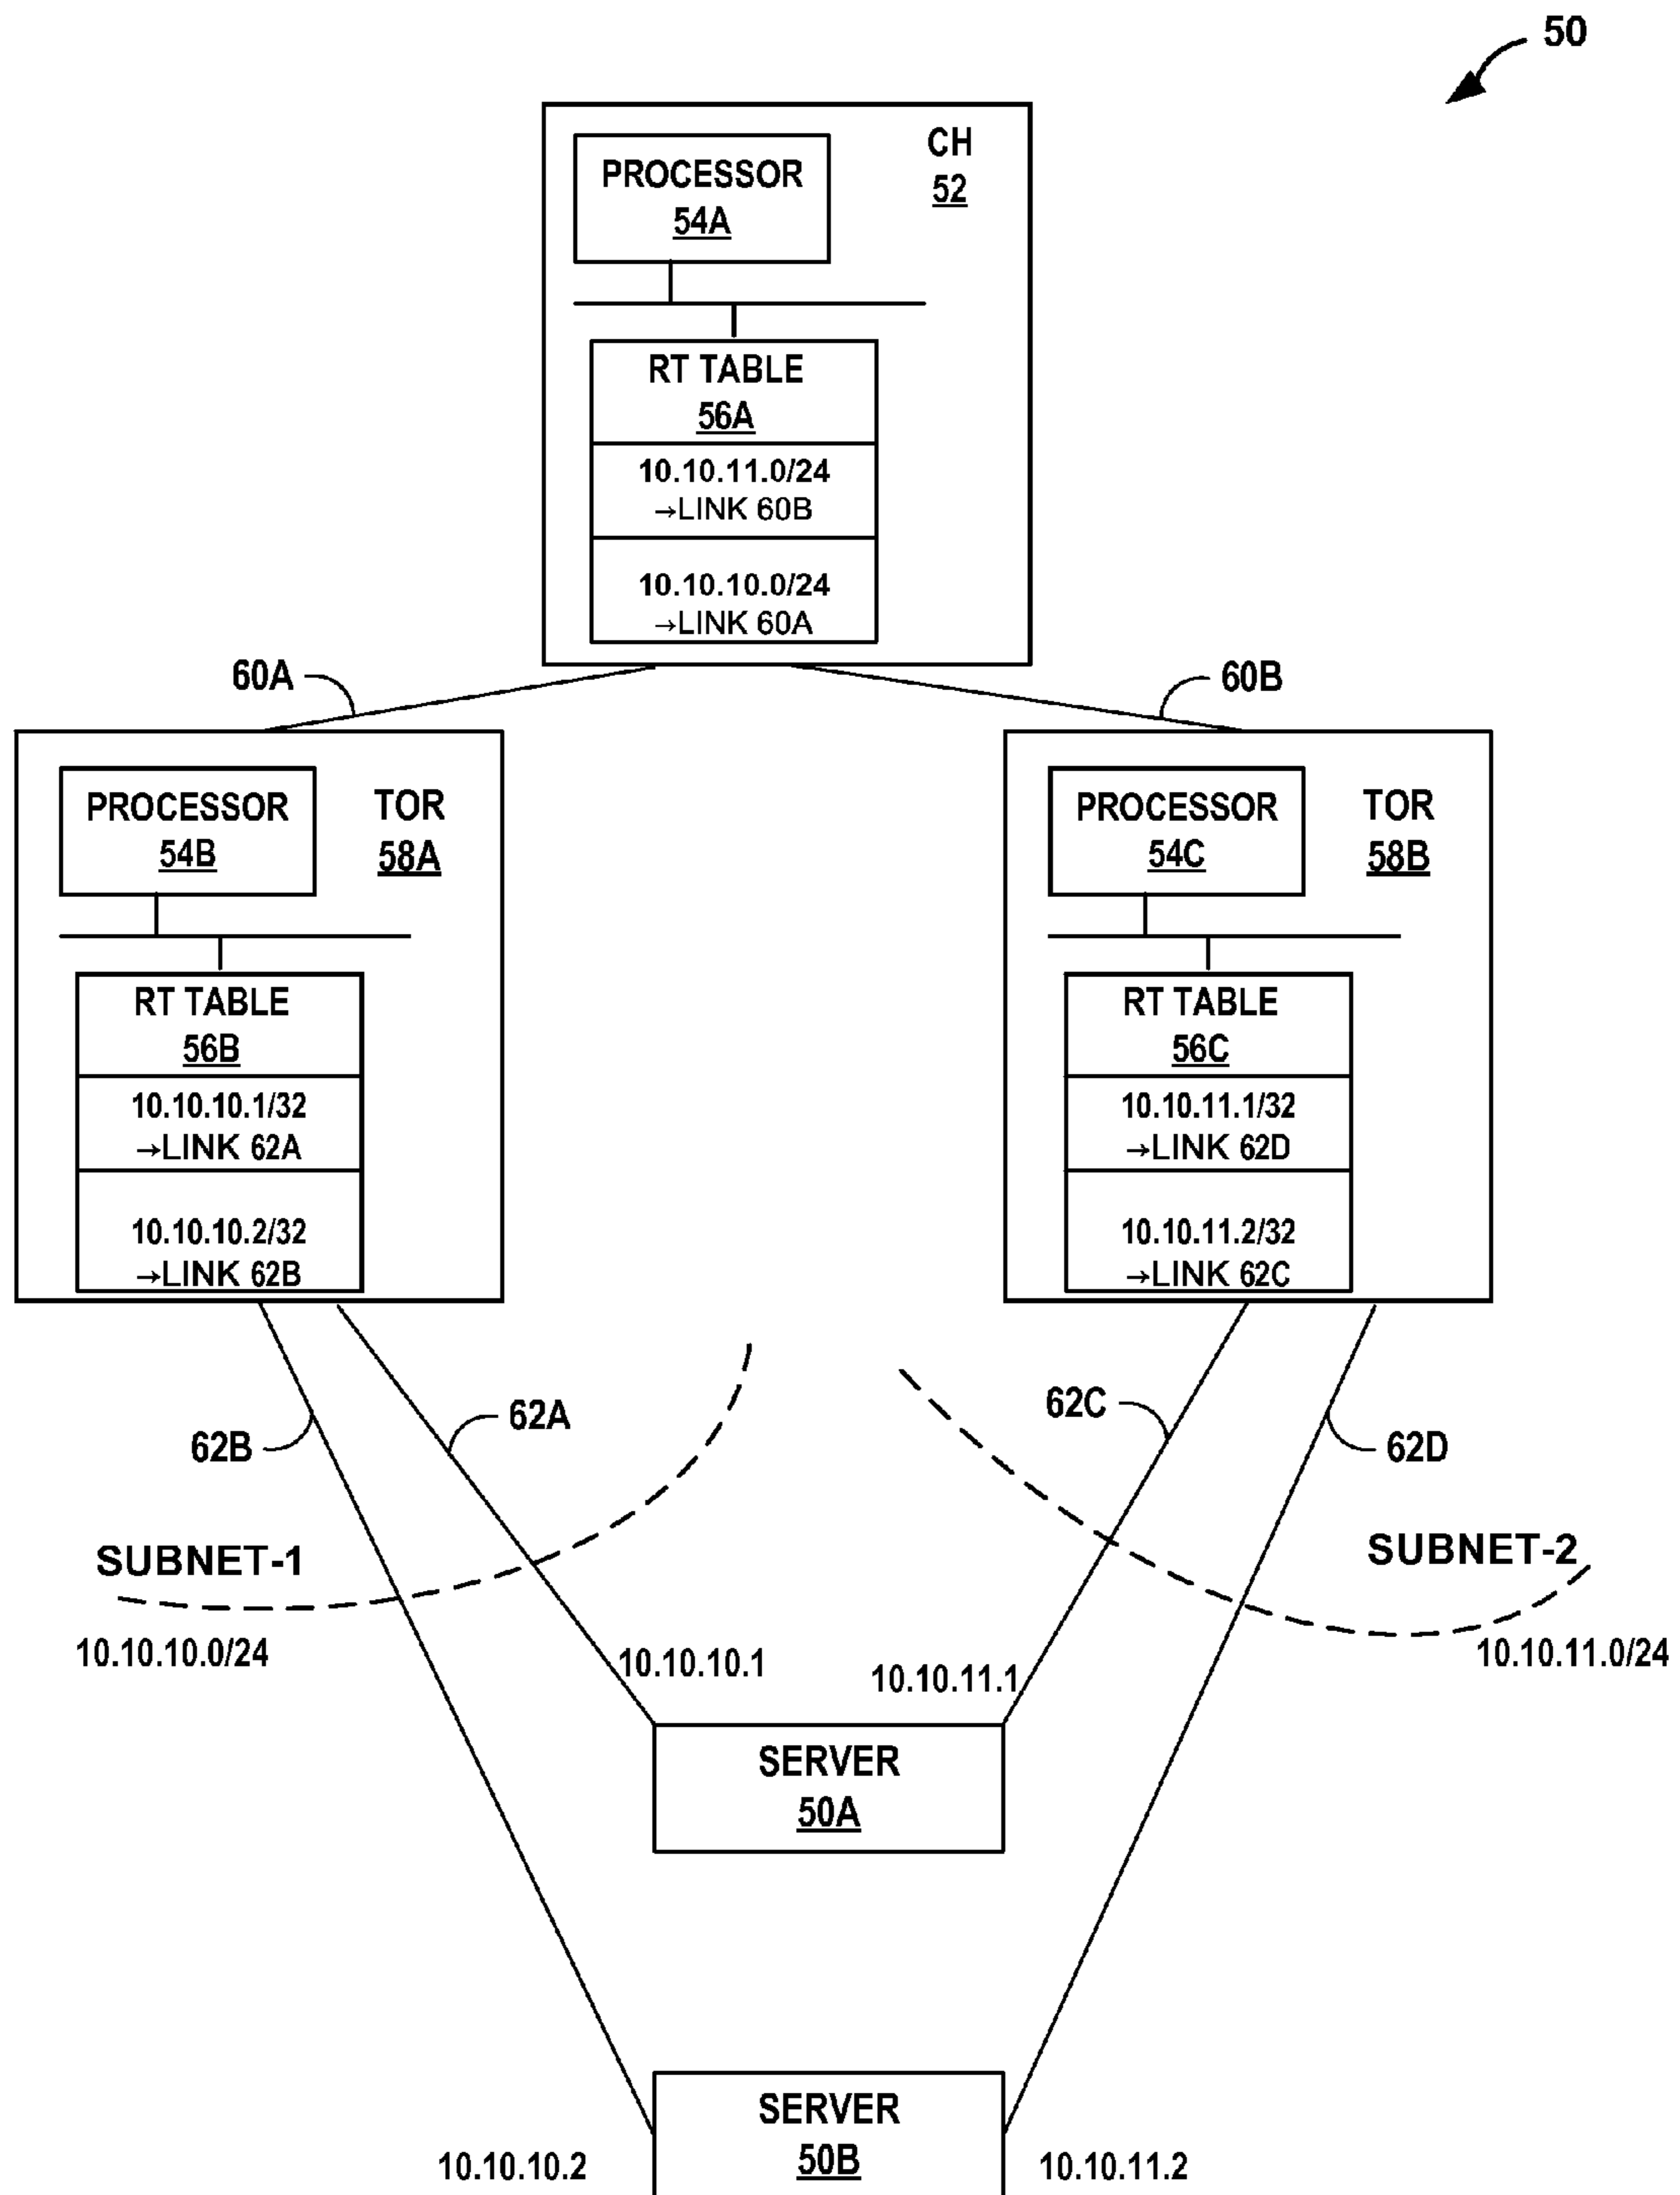 50
CH
52
PROCESSOR
54A
RT TABLE
56A
10.10.11.0/24
→LINK 60B
10.10.10.0/24
→LINK 60A
60A
60B
PROCESSOR
54B
TOR
58A
RT TABLE
56B
10.10.10.1/32
→LINK 62A
10.10.10.2/32
→LINK 62B
PROCESSOR
54C
TOR
58B
RT TABLE
56C
10.10.11.1/32
→LINK 62D
10.10.11.2/32
→LINK 62C
62B
62A
62C
62D
SUBNET-1
10.10.10.0/24
SUBNET-2
10.10.11.0/24
10.10.10.1
10.10.11.1
SERVER
50A
SERVER
50B
10.10.10.2
10.10.11.2